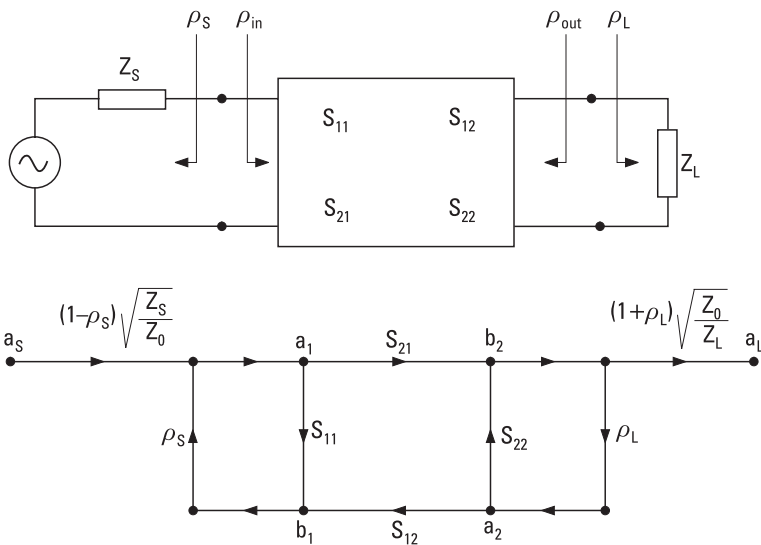 ρS ρin ρout ρL
ZS
S11 S12
ZL
S21 S22
(1−ρS)√(ZS/Z0) (1+ρL)√(Z0/ZL)
aS a1 S21 b2 aL
ρS S11 S22 ρL
b1 S12 a2